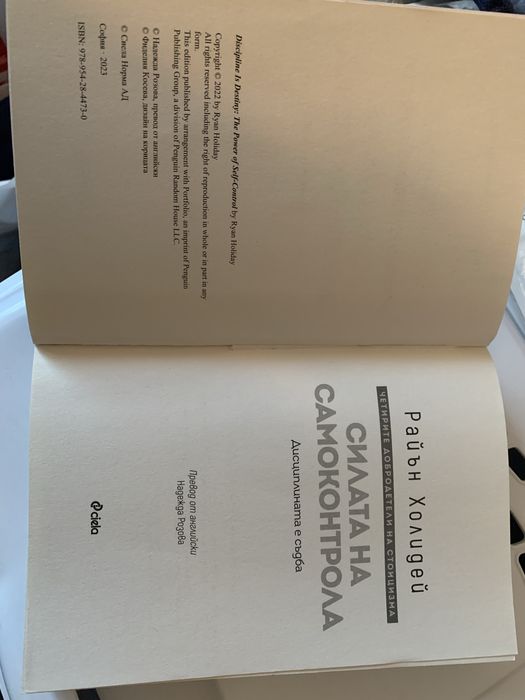 Discipline Is Destiny: The Power of Self-Control by Ryan Holiday
Copyright © 2022 by Ryan Holiday
All rights reserved including the right of reproduction in whole or in part in any
form.
This edition published by arrangement with Portfolio, an imprint of Penguin
Publishing Group, a division of Penguin Random House LLC.
© Надежда Розова, превод от английски
© Фиделия Косева, дизайн на корицата
© Сиела Норма АД
София · 2023
ISBN: 978-954-28-4473-0
Райън Холидей
ЧЕТИРИТЕ ДОБРОДЕТЕЛИ НА СТОИЦИЗМА
СИЛАТА НА
САМОКОНТРОЛА
Дисциплината е съдба
Превод от английски
Надежда Розова
ciela